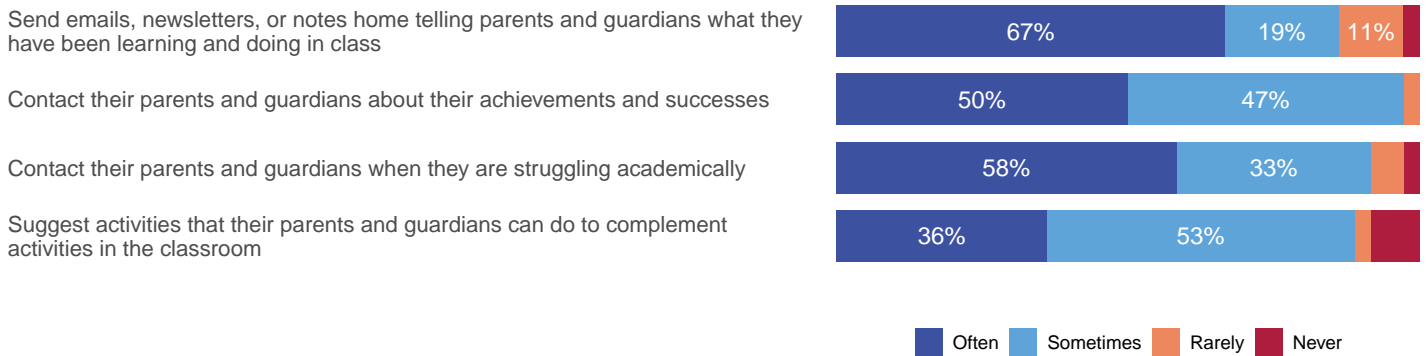 Send emails, newsletters, or notes home telling parents and guardians what they
have been learning and doing in class
67% 19% 11%
Contact their parents and guardians about their achievements and successes
50% 47%
Contact their parents and guardians when they are struggling academically
58% 33%
Suggest activities that their parents and guardians can do to complement
activities in the classroom
36% 53%
Often Sometimes Rarely Never